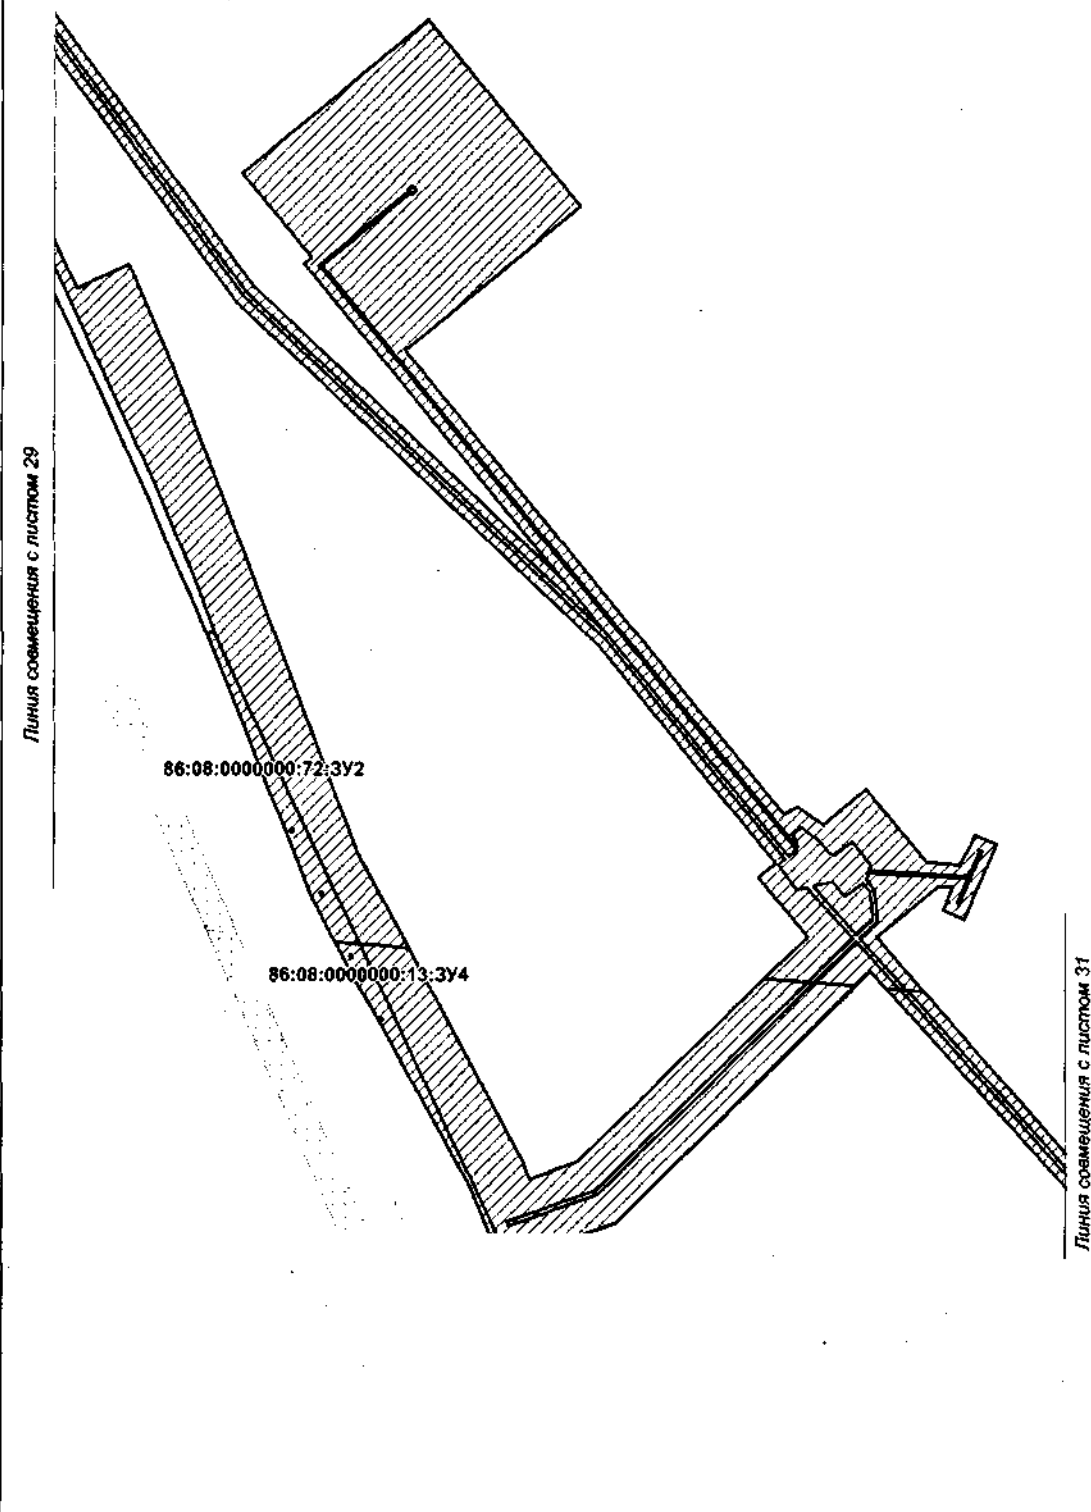 Линия совмещения с листом 29
86:08:0000000:72:ЗУ2
86:08:0000000:13:ЗУ4
Линия совмещения с листом 31